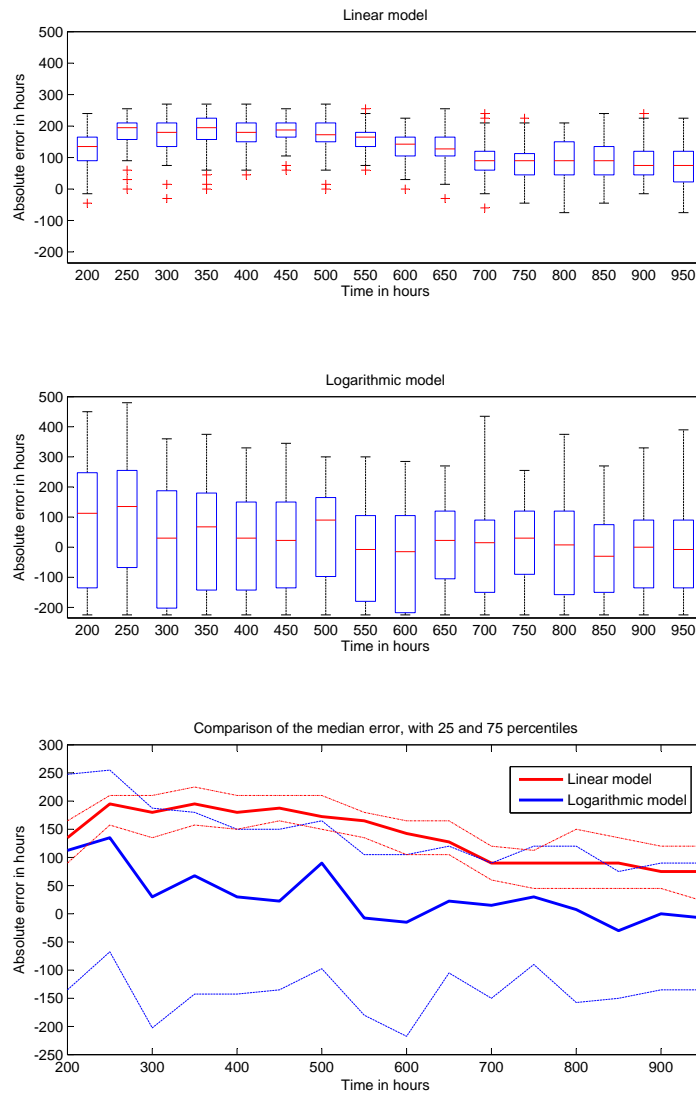 Linear model
500
400
300
200
100
0
-100
-200
Absolute error in hours
200 250 300 350 400 450 500 550 600 650 700 750 800 850 900 950
Time in hours
Logarithmic model
500
400
300
200
100
0
-100
-200
Absolute error in hours
200 250 300 350 400 450 500 550 600 650 700 750 800 850 900 950
Time in hours
Comparison of the median error, with 25 and 75 percentiles
300
250
200
150
100
50
0
-50
-100
-150
-200
-250
Absolute error in hours
Linear model
Logarithmic model
200 300 400 500 600 700 800 900
Time in hours